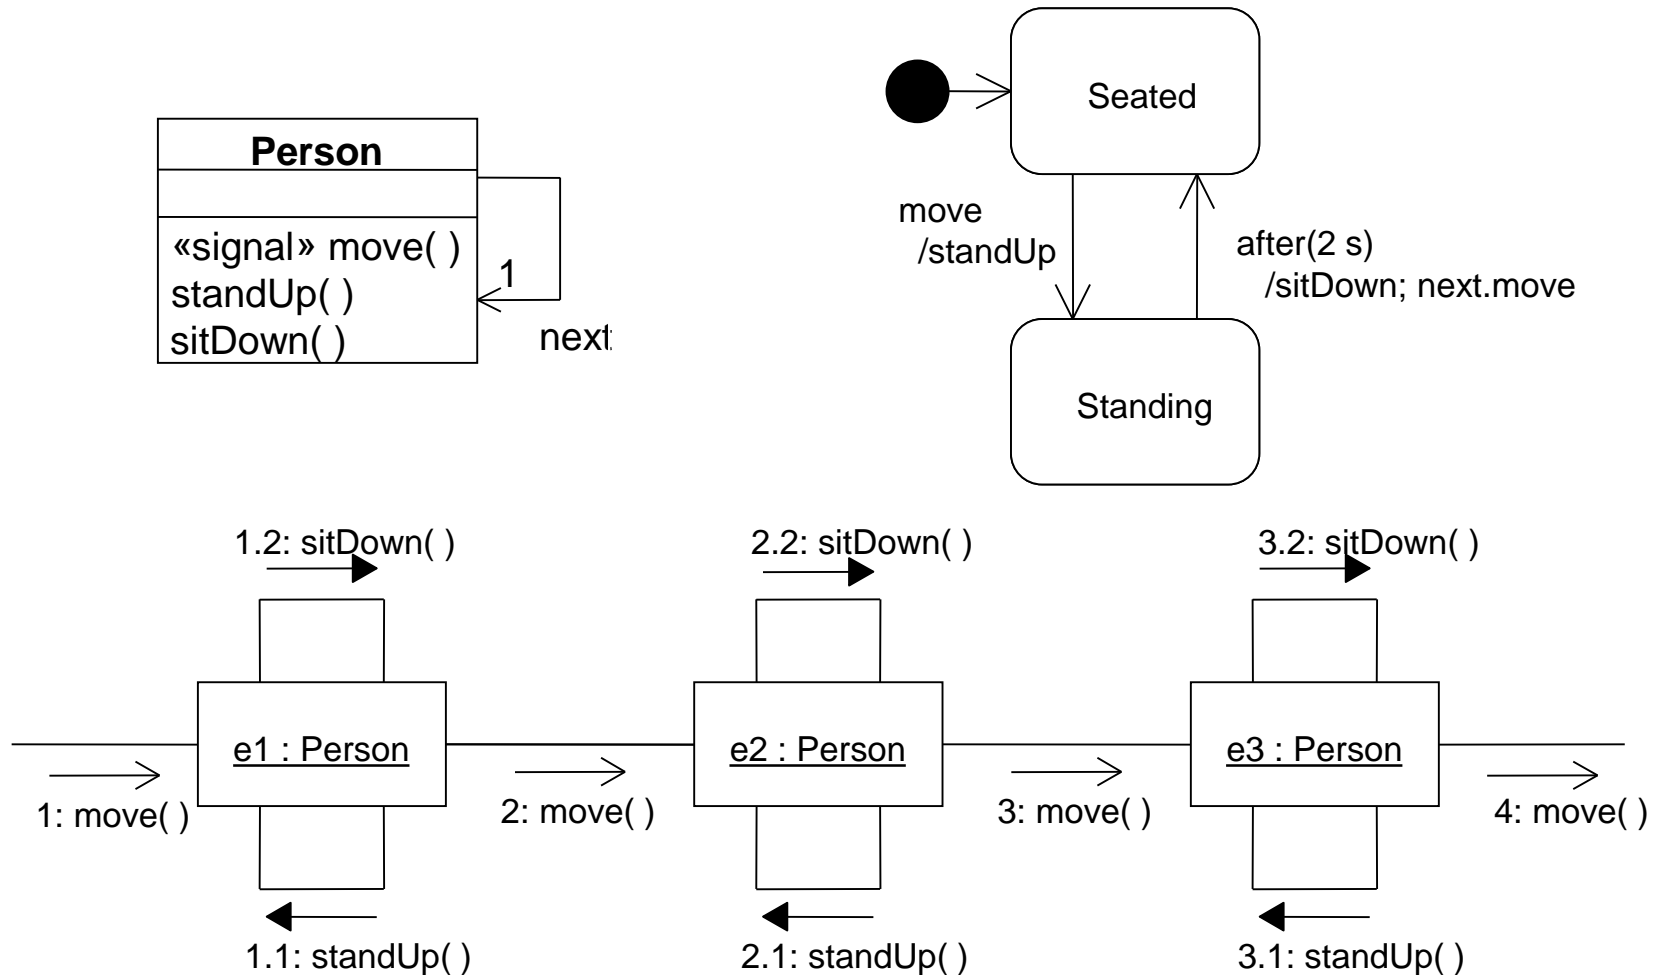 Person
«signal» move( )
standUp( )
sitDown( )
1
next
Seated
move
/standUp
after(2 s)
/sitDown; next.move
Standing
1.2: sitDown( )
2.2: sitDown( )
3.2: sitDown( )
e1 : Person
e2 : Person
e3 : Person
1: move( )
2: move( )
3: move( )
4: move( )
1.1: standUp( )
2.1: standUp( )
3.1: standUp( )